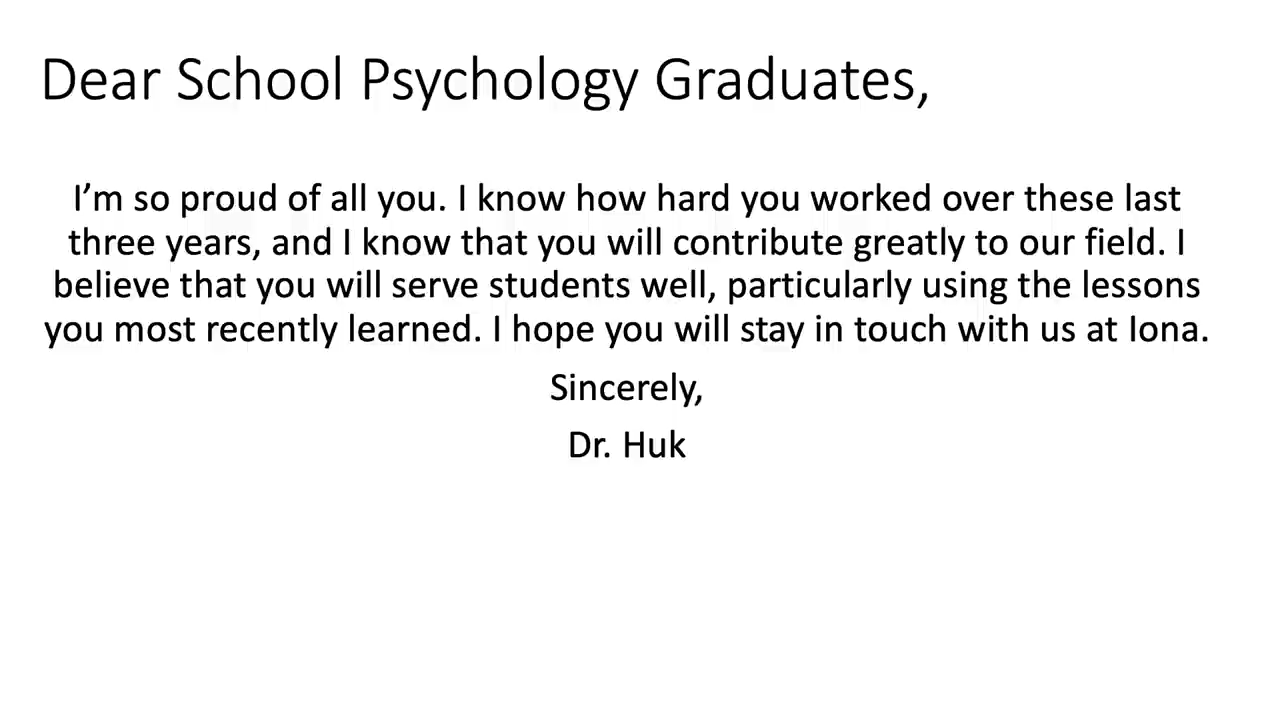 Dear School Psychology Graduates,
I’m so proud of all you. I know how hard you worked over these last
three years, and I know that you will contribute greatly to our field. I
believe that you will serve students well, particularly using the lessons
you most recently learned. I hope you will stay in touch with us at Iona.
Sincerely,
Dr. Huk